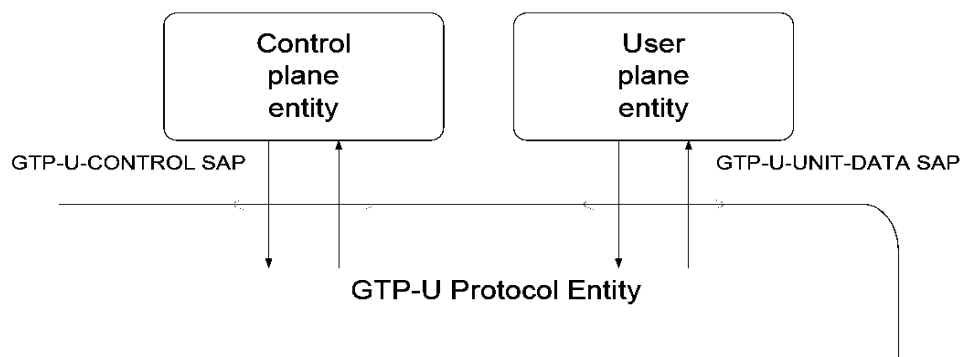 Control
plane
entity
User
plane
entity
GTP-U-CONTROL SAP
GTP-U-UNIT-DATA SAP
GTP-U Protocol Entity